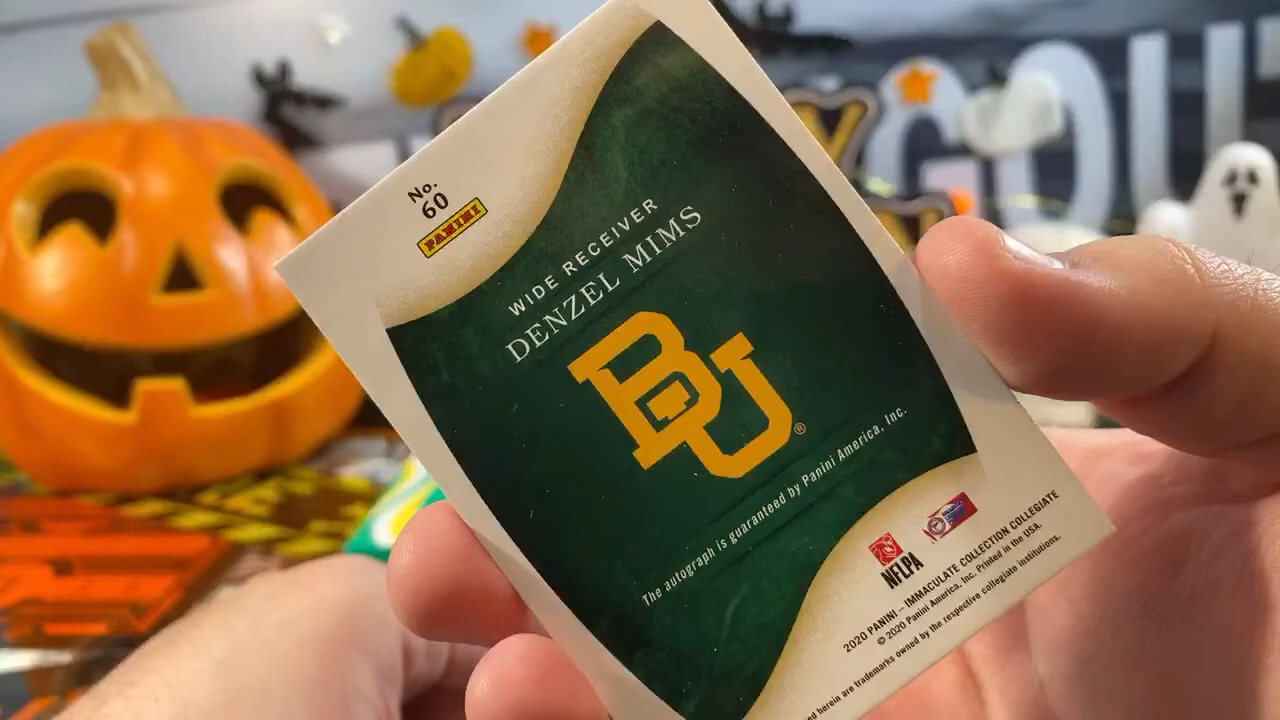 No.
60
PANINI
WIDE RECEIVER
DENZEL MIMS
BU®
The autograph is guaranteed by Panini America, Inc.
NFLPA
2020 PANINI – IMMACULATE COLLECTION COLLEGIATE
© 2020 Panini America, Inc. Printed in the USA.
herein are trademarks owned by the respective collegiate institutions.